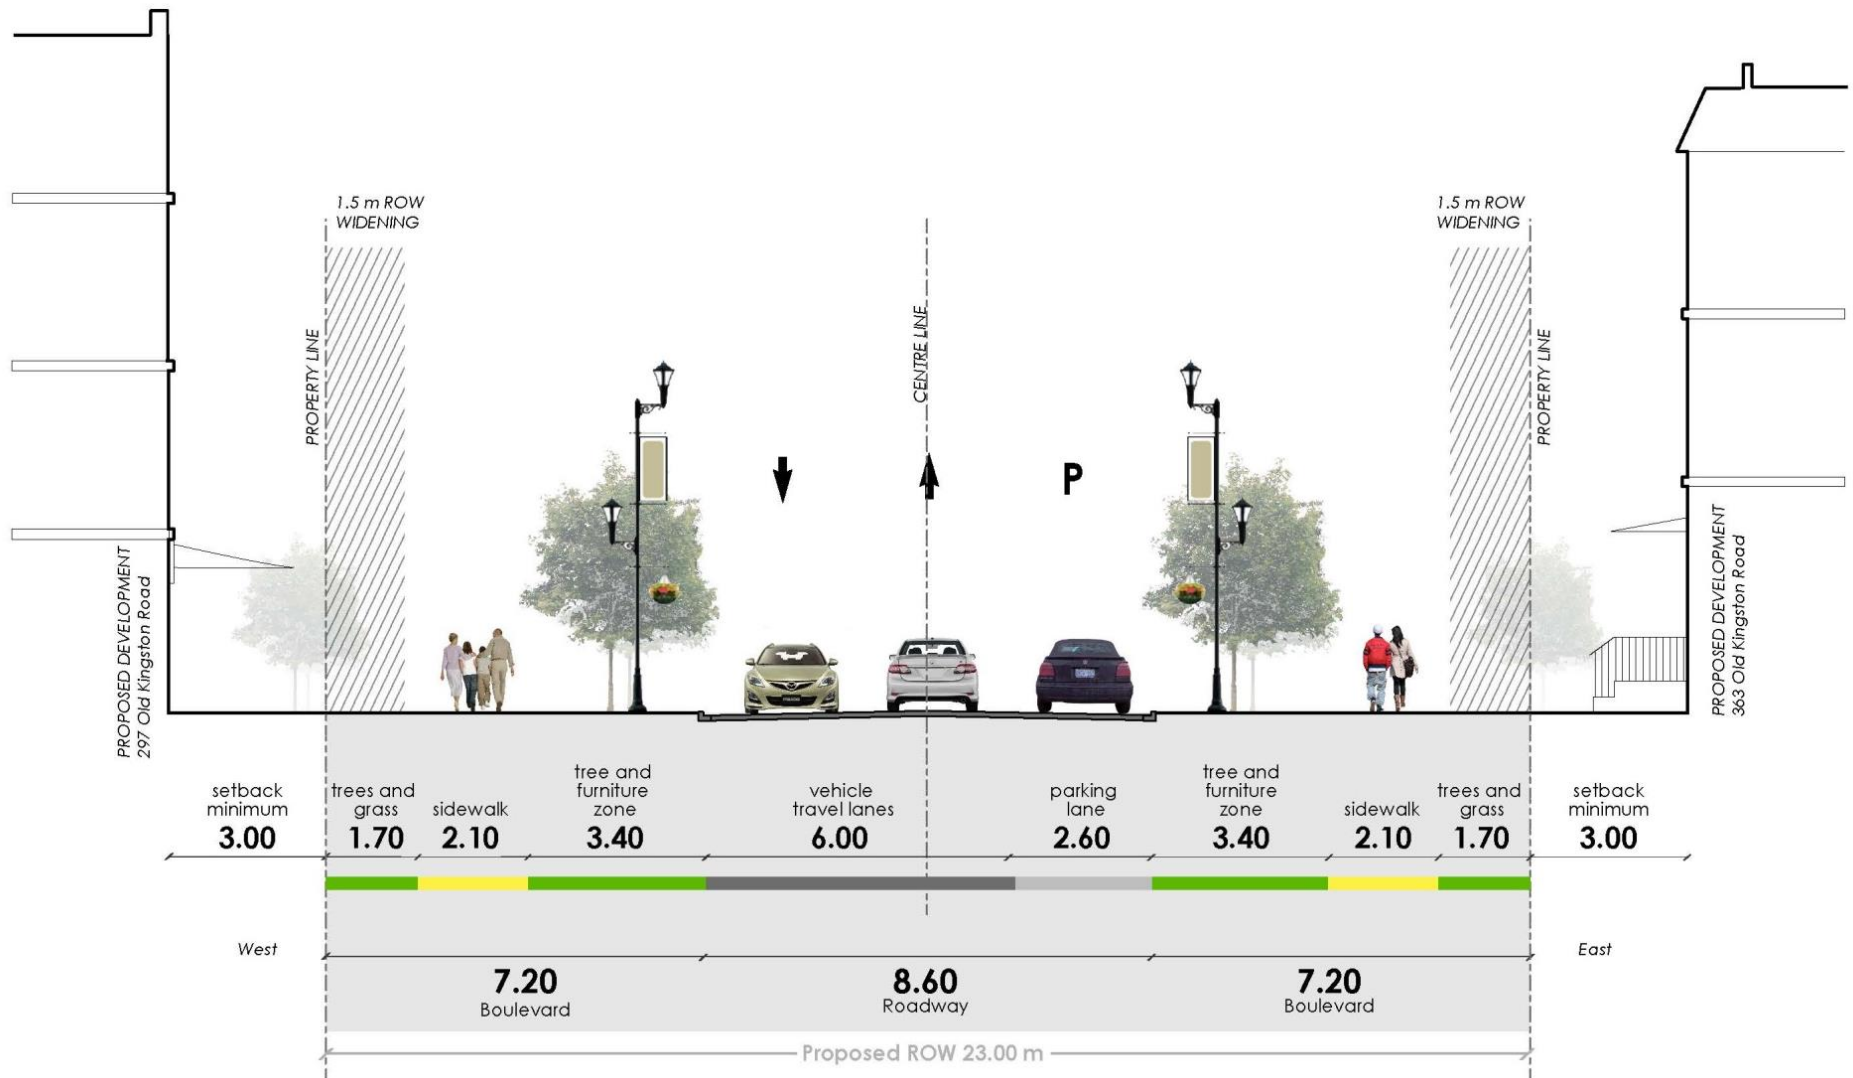 1.5 m ROW
WIDENING
1.5 m ROW
WIDENING
PROPERTY LINE
CENTRE LINE
PROPERTY LINE
P
PROPOSED DEVELOPMENT
297 Old Kingston Road
PROPOSED DEVELOPMENT
363 Old Kingston Road
setback
minimum
3.00
trees and
grass
1.70
sidewalk
2.10
tree and
furniture
zone
3.40
vehicle
travel lanes
6.00
parking
lane
2.60
tree and
furniture
zone
3.40
sidewalk
2.10
trees and
grass
1.70
setback
minimum
3.00
West
East
7.20
Boulevard
8.60
Roadway
7.20
Boulevard
Proposed ROW 23.00 m